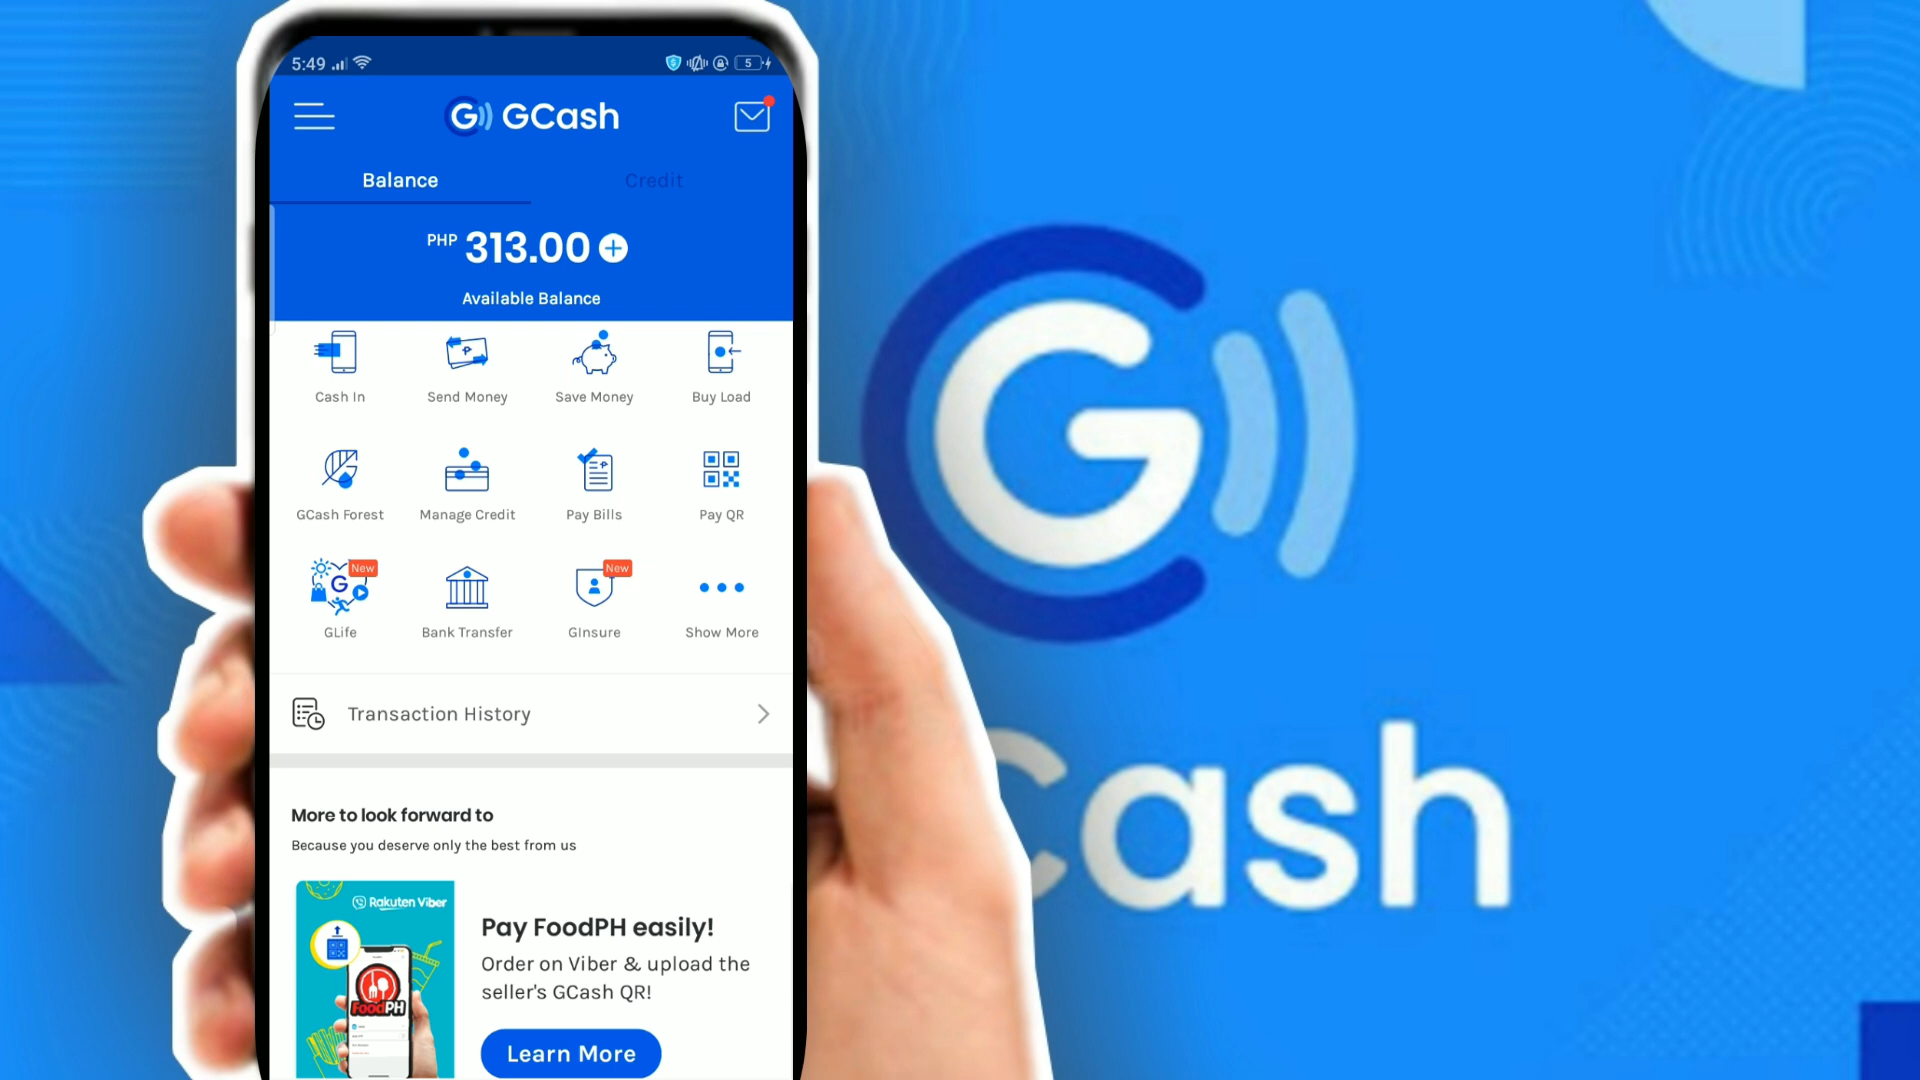 5:49
5
G GCash
Balance
Credit
PHP 313.00
Available Balance
Cash In
Send Money
Save Money
Buy Load
GCash Forest
Manage Credit
Pay Bills
Pay QR
New
G
New
GLife
Bank Transfer
GInsure
Show More
Transaction History
More to look forward to
Because you deserve only the best from us
Rakuten Viber
FoodPH
Pay FoodPH easily!
Order on Viber & upload the
seller's GCash QR!
Learn More
G
Cash